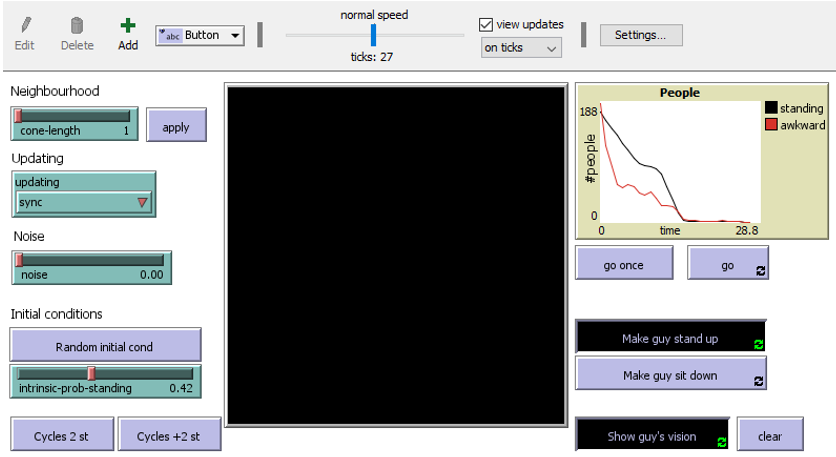 Edit
Delete
Add
abc Button
normal speed
ticks: 27
view updates
on ticks
Settings...
Neighbourhood
cone-length 1
apply
Updating
updating
sync
Noise
noise 0.00
Initial conditions
Random initial cond
intrinsic-prob-standing 0.42
Cycles 2 st
Cycles +2 st
People
188
#people
0
0
time
28.8
standing
awkward
go once
go
Make guy stand up
Make guy sit down
Show guy's vision
clear